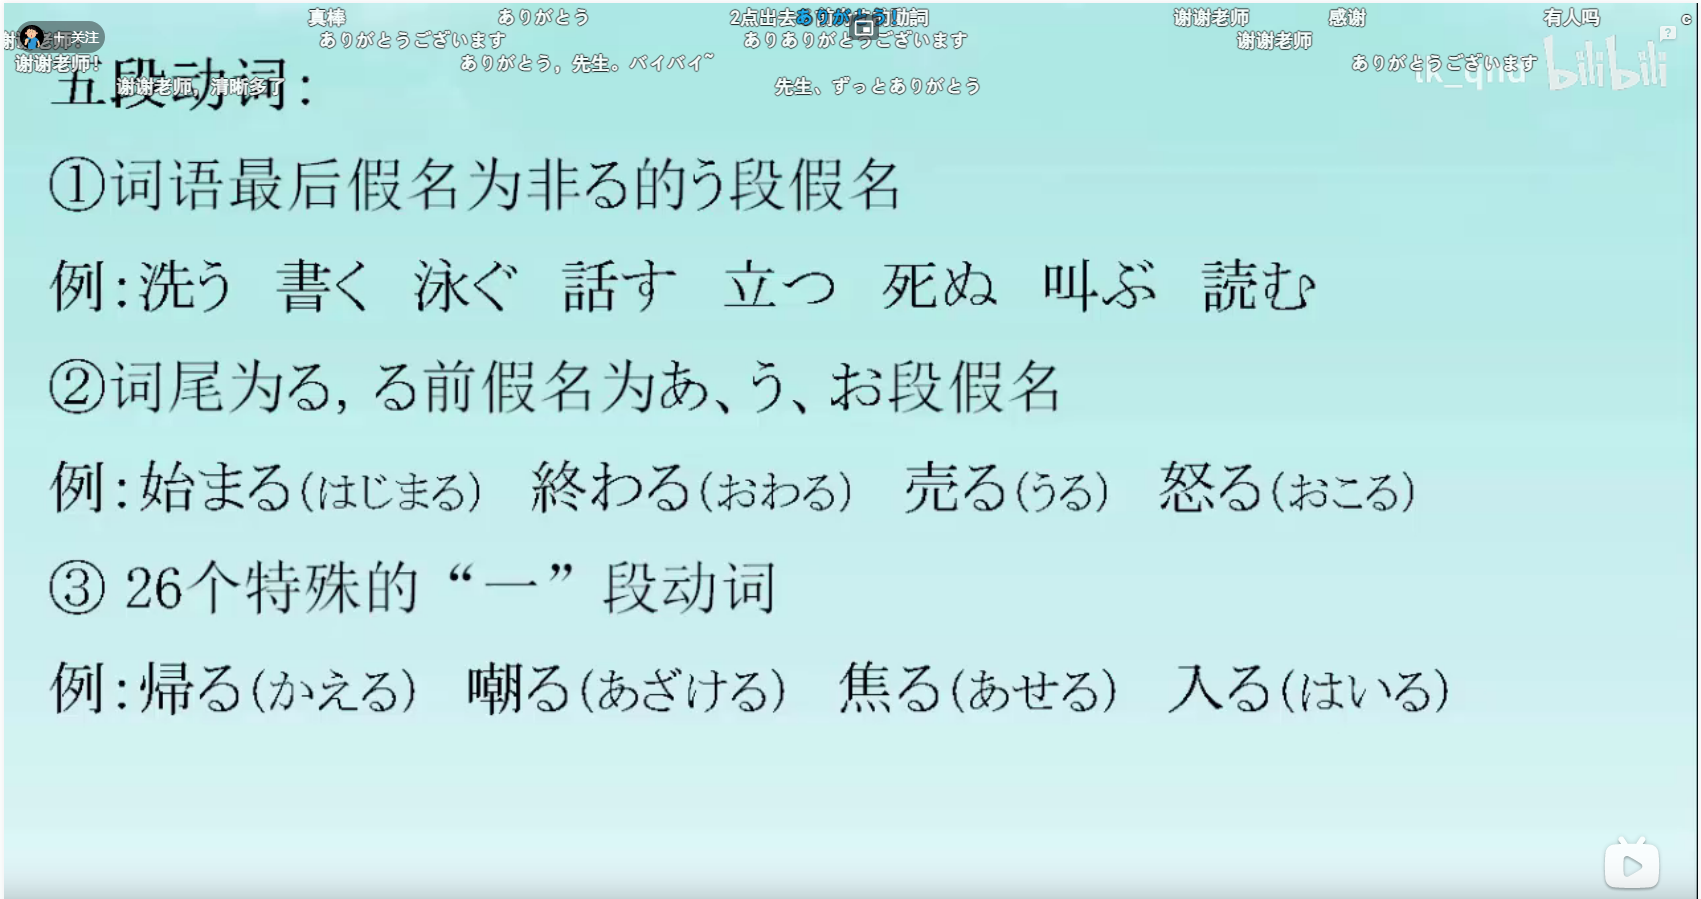 真棒 ありがとう 2点出去 ありがとう! 動詞 谢谢老师 感谢 有人吗
+关注 ありがとうございます ありありがとうございます 谢谢老师
谢谢老师! ありがとう，先生。バイバイ~ ありがとうございます
谢谢老师，清晰多了 先生、ずっとありがとう bilibili
五段动词：
①词语最后假名为非る的う段假名
例：洗う 書く 泳ぐ 話す 立つ 死ぬ 叫ぶ 読む
②词尾为る，る前假名为あ、う、お段假名
例：始まる(はじまる) 終わる(おわる) 売る(うる) 怒る(おこる)
③ 26个特殊的“一”段动词
例：帰る(かえる) 嘲る(あざける) 焦る(あせる) 入る(はいる)